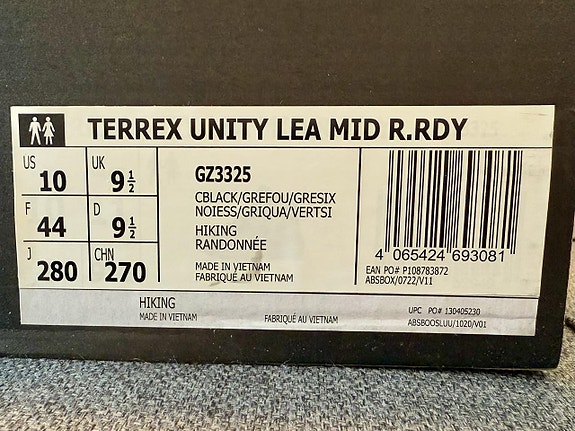 TERREX UNITY LEA MID R.RDY
US 10 UK 9 1/2
F 44 D 9 1/2
J 280 CHN 270
GZ3325
CBLACK/GREFOU/GRESIX
NOIESS/GRIQUA/VERTSI
HIKING
RANDONNÉE
MADE IN VIETNAM
FABRIQUÉ AU VIETNAM
4 065424 693081
EAN PO# P108783872
ABSBOX/0722/V11
HIKING
MADE IN VIETNAM FABRIQUÉ AU VIETNAM
UPC PO# 130405230
ABSBOOSLUU/1020/V01